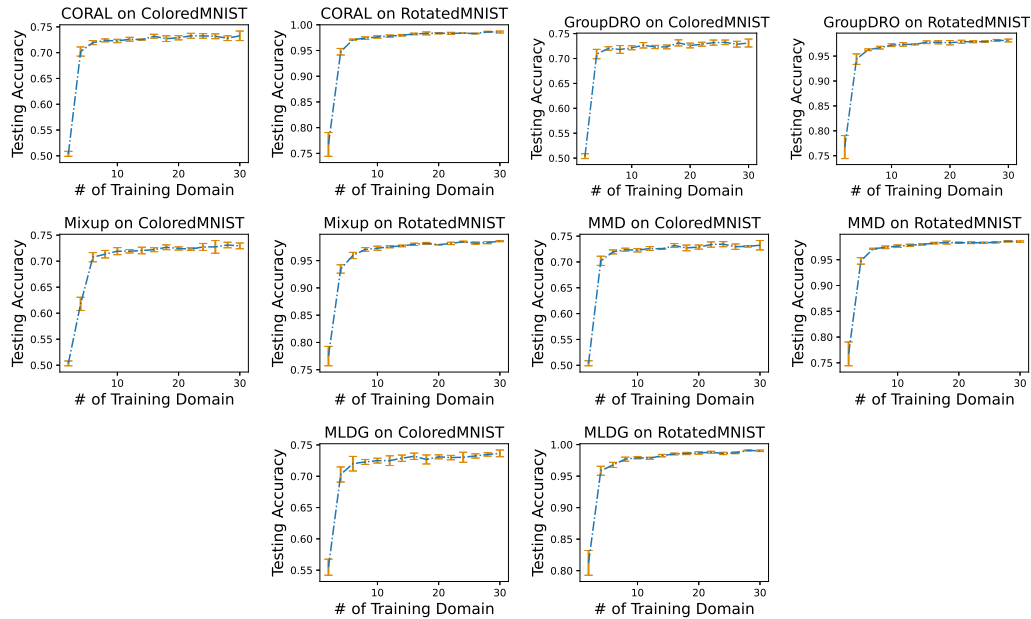 CORAL on ColoredMNIST
Testing Accuracy
0.75
0.70
0.65
0.60
0.55
0.50
10 20 30
# of Training Domain
CORAL on RotatedMNIST
Testing Accuracy
1.00
0.95
0.90
0.85
0.80
0.75
10 20 30
# of Training Domain
GroupDRO on ColoredMNIST
Testing Accuracy
0.75
0.70
0.65
0.60
0.55
0.50
10 20 30
# of Training Domain
GroupDRO on RotatedMNIST
Testing Accuracy
0.95
0.90
0.85
0.80
0.75
10 20 30
# of Training Domain
Mixup on ColoredMNIST
Testing Accuracy
0.75
0.70
0.65
0.60
0.55
0.50
10 20 30
# of Training Domain
Mixup on RotatedMNIST
Testing Accuracy
0.95
0.90
0.85
0.80
0.75
10 20 30
# of Training Domain
MMD on ColoredMNIST
Testing Accuracy
0.75
0.70
0.65
0.60
0.55
0.50
10 20 30
# of Training Domain
MMD on RotatedMNIST
Testing Accuracy
0.95
0.90
0.85
0.80
0.75
10 20 30
# of Training Domain
MLDG on ColoredMNIST
Testing Accuracy
0.75
0.70
0.65
0.60
0.55
10 20 30
# of Training Domain
MLDG on RotatedMNIST
Testing Accuracy
1.00
0.95
0.90
0.85
0.80
10 20 30
# of Training Domain